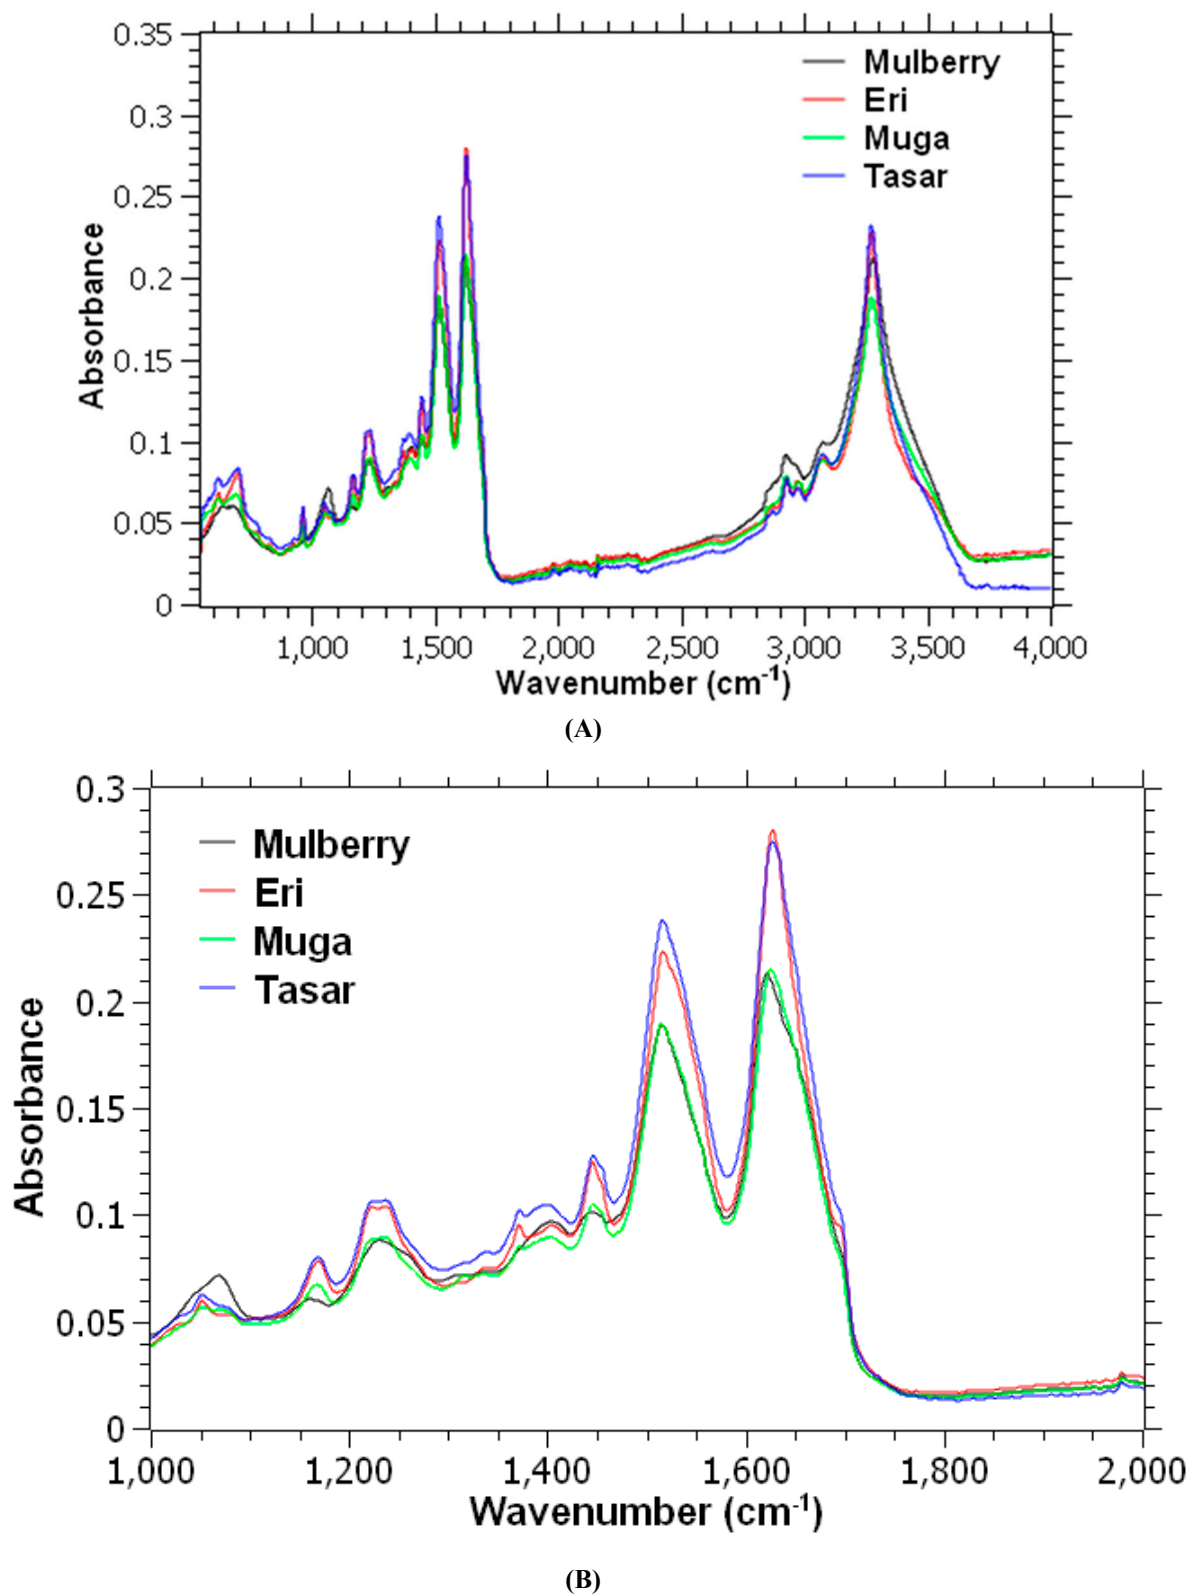 0.35
0.3
0.25
0.2
0.15
0.1
0.05
0
Absorbance
Mulberry
Eri
Muga
Tasar
1,000 1,500 2,000 2,500 3,000 3,500 4,000
Wavenumber (cm⁻¹)
(A)
0.3
0.25
0.2
0.15
0.1
0.05
0
Absorbance
Mulberry
Eri
Muga
Tasar
1,000 1,200 1,400 1,600 1,800 2,000
Wavenumber (cm⁻¹)
(B)